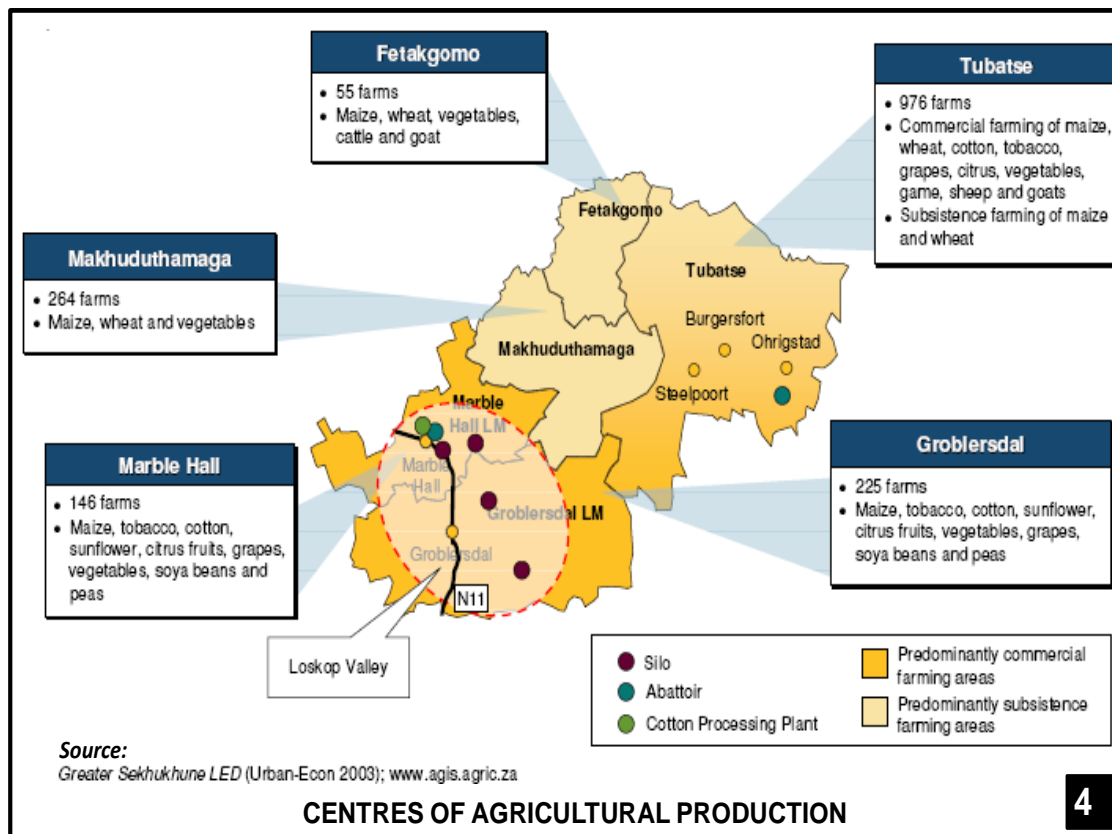 Fetakgomo
• 55 farms
• Maize, wheat, vegetables,
cattle and goat
Tubatse
• 976 farms
• Commercial farming of maize,
wheat, cotton, tobacco,
grapes, citrus, vegetables,
game, sheep and goats
• Subsistence farming of maize
and wheat
Makhuduthamaga
• 264 farms
• Maize, wheat and vegetables
Fetakgomo
Tubatse
Burgersfort
Ohrigstad
Steelpoort
Makhuduthamaga
Marble
Hall LM
Marble
Hall
Groblersdal LM
Groblersdal
N11
Marble Hall
• 146 farms
• Maize, tobacco, cotton,
sunflower, citrus fruits, grapes,
vegetables, soya beans and
peas
Groblersdal
• 225 farms
• Maize, tobacco, cotton, sunflower,
citrus fruits, vegetables, grapes,
soya beans and peas
Loskop Valley
Silo
Abattoir
Cotton Processing Plant
Predominantly commercial
farming areas
Predominantly subsistence
farming areas
Source:
Greater Sekhukhune LED (Urban-Econ 2003); www.agis.agric.za
CENTRES OF AGRICULTURAL PRODUCTION
4